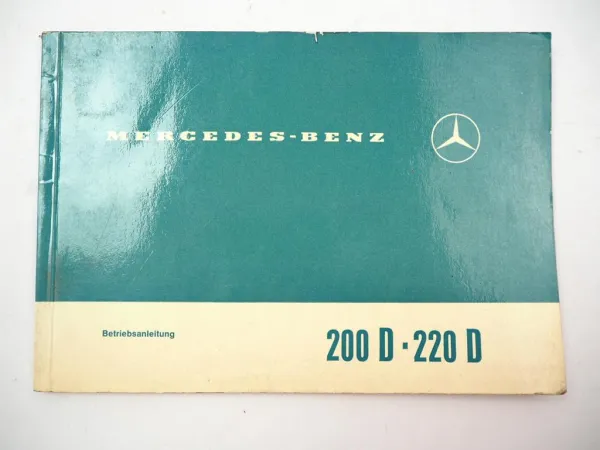 MERCEDES-BENZ
Betriebsanleitung
200 D · 220 D